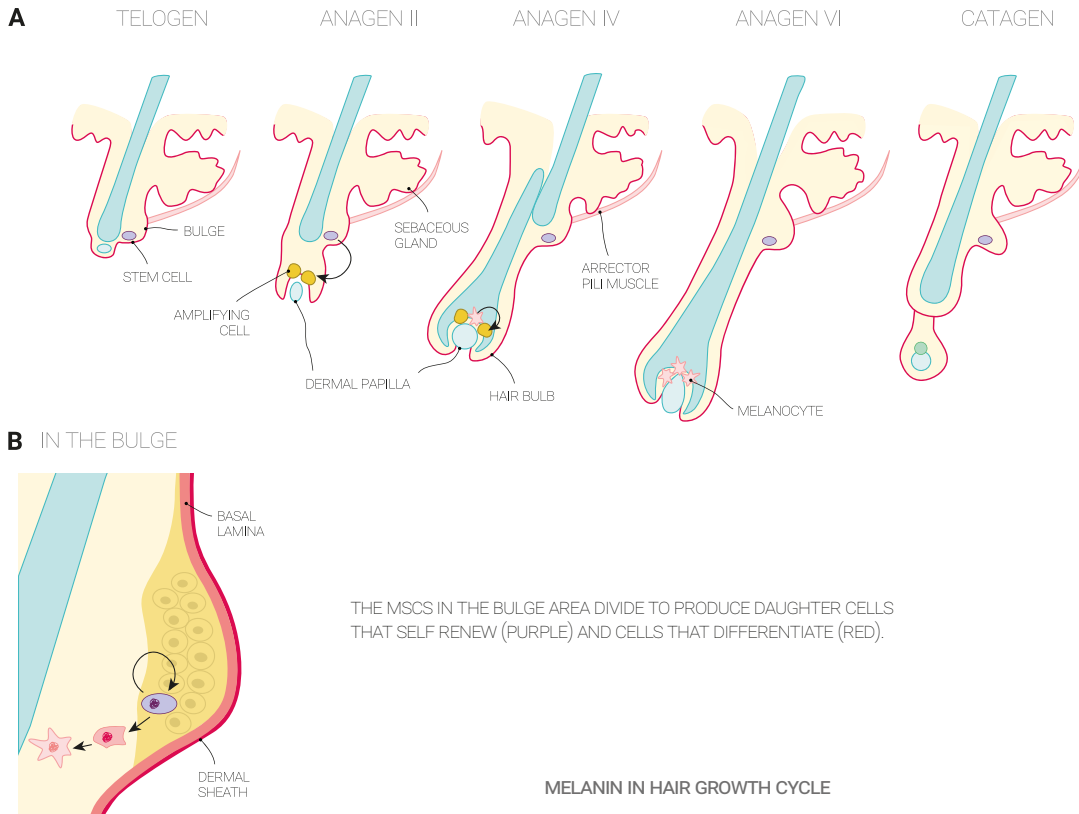 A
TELOGEN
ANAGEN II
ANAGEN IV
ANAGEN VI
CATAGEN
BULGE
STEM CELL
SEBACEOUS
GLAND
ARRECTOR
PILI MUSCLE
AMPLIFYING
CELL
DERMAL PAPILLA
HAIR BULB
MELANOCYTE
B IN THE BULGE
BASAL
LAMINA
THE MSCS IN THE BULGE AREA DIVIDE TO PRODUCE DAUGHTER CELLS
THAT SELF RENEW (PURPLE) AND CELLS THAT DIFFERENTIATE (RED).
DERMAL
SHEATH
MELANIN IN HAIR GROWTH CYCLE